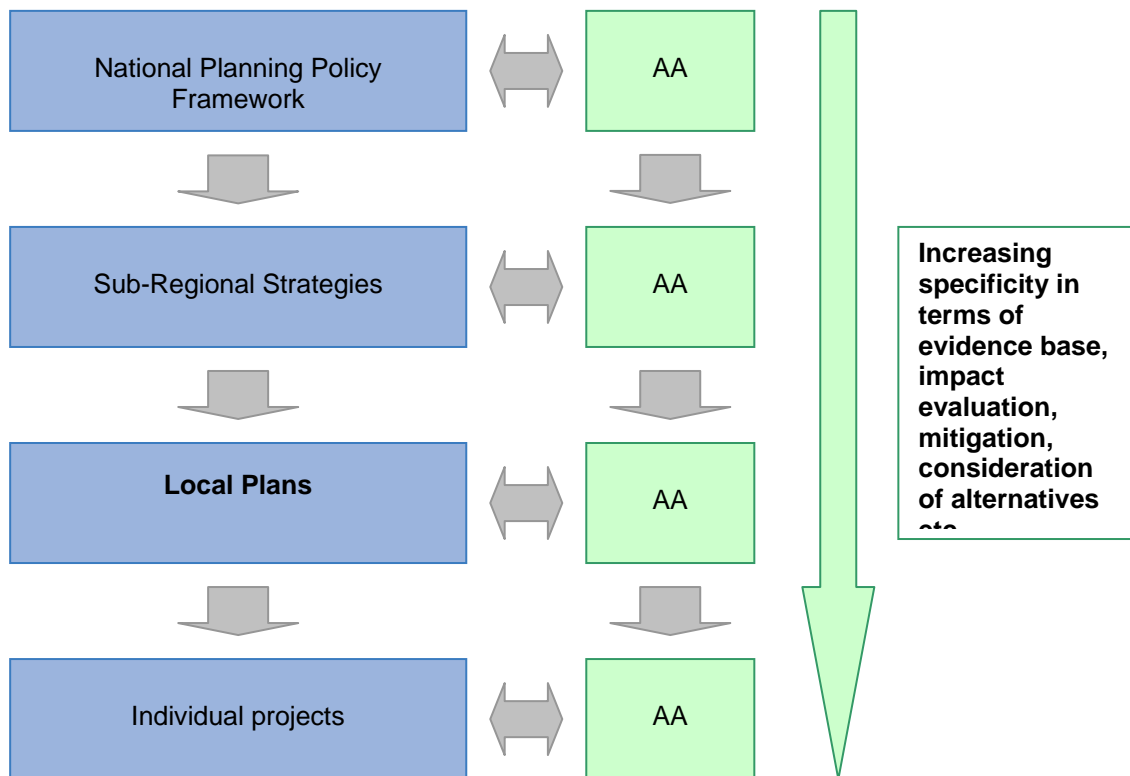 National Planning Policy
Framework
AA
Sub-Regional Strategies
AA
Increasing
specificity in
terms of
evidence base,
impact
evaluation,
mitigation,
consideration
of alternatives
etc
Local Plans
AA
Individual projects
AA